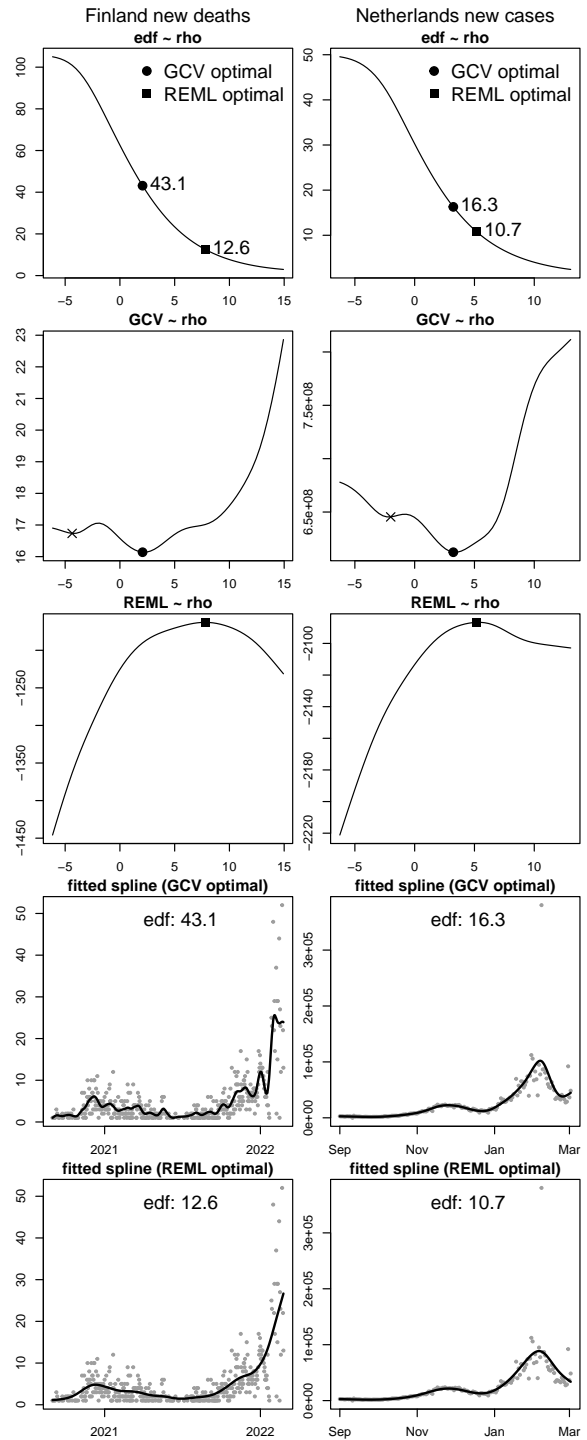 Finland new deaths Netherlands new cases
edf ~ rho edf ~ rho
GCV optimal
REML optimal
43.1
12.6
0 20 40 60 80 100
−5 0 5 10 15
GCV optimal
REML optimal
16.3
10.7
10 20 30 40 50
−5 0 5 10
GCV ~ rho GCV ~ rho
16 17 18 19 20 21 22 23
−5 0 5 10 15
6.5e+08 7.5e+08
−5 0 5 10
REML ~ rho REML ~ rho
−1450 −1350 −1250
−5 0 5 10 15
−2220 −2180 −2140 −2100
−5 0 5 10
fitted spline (GCV optimal) fitted spline (GCV optimal)
edf: 43.1
0 10 20 30 40 50
2021 2022
edf: 16.3
0e+00 1e+05 2e+05 3e+05
Sep Nov Jan Mar
fitted spline (REML optimal) fitted spline (REML optimal)
edf: 12.6
0 10 20 30 40 50
2021 2022
edf: 10.7
0e+00 1e+05 2e+05 3e+05
Sep Nov Jan Mar